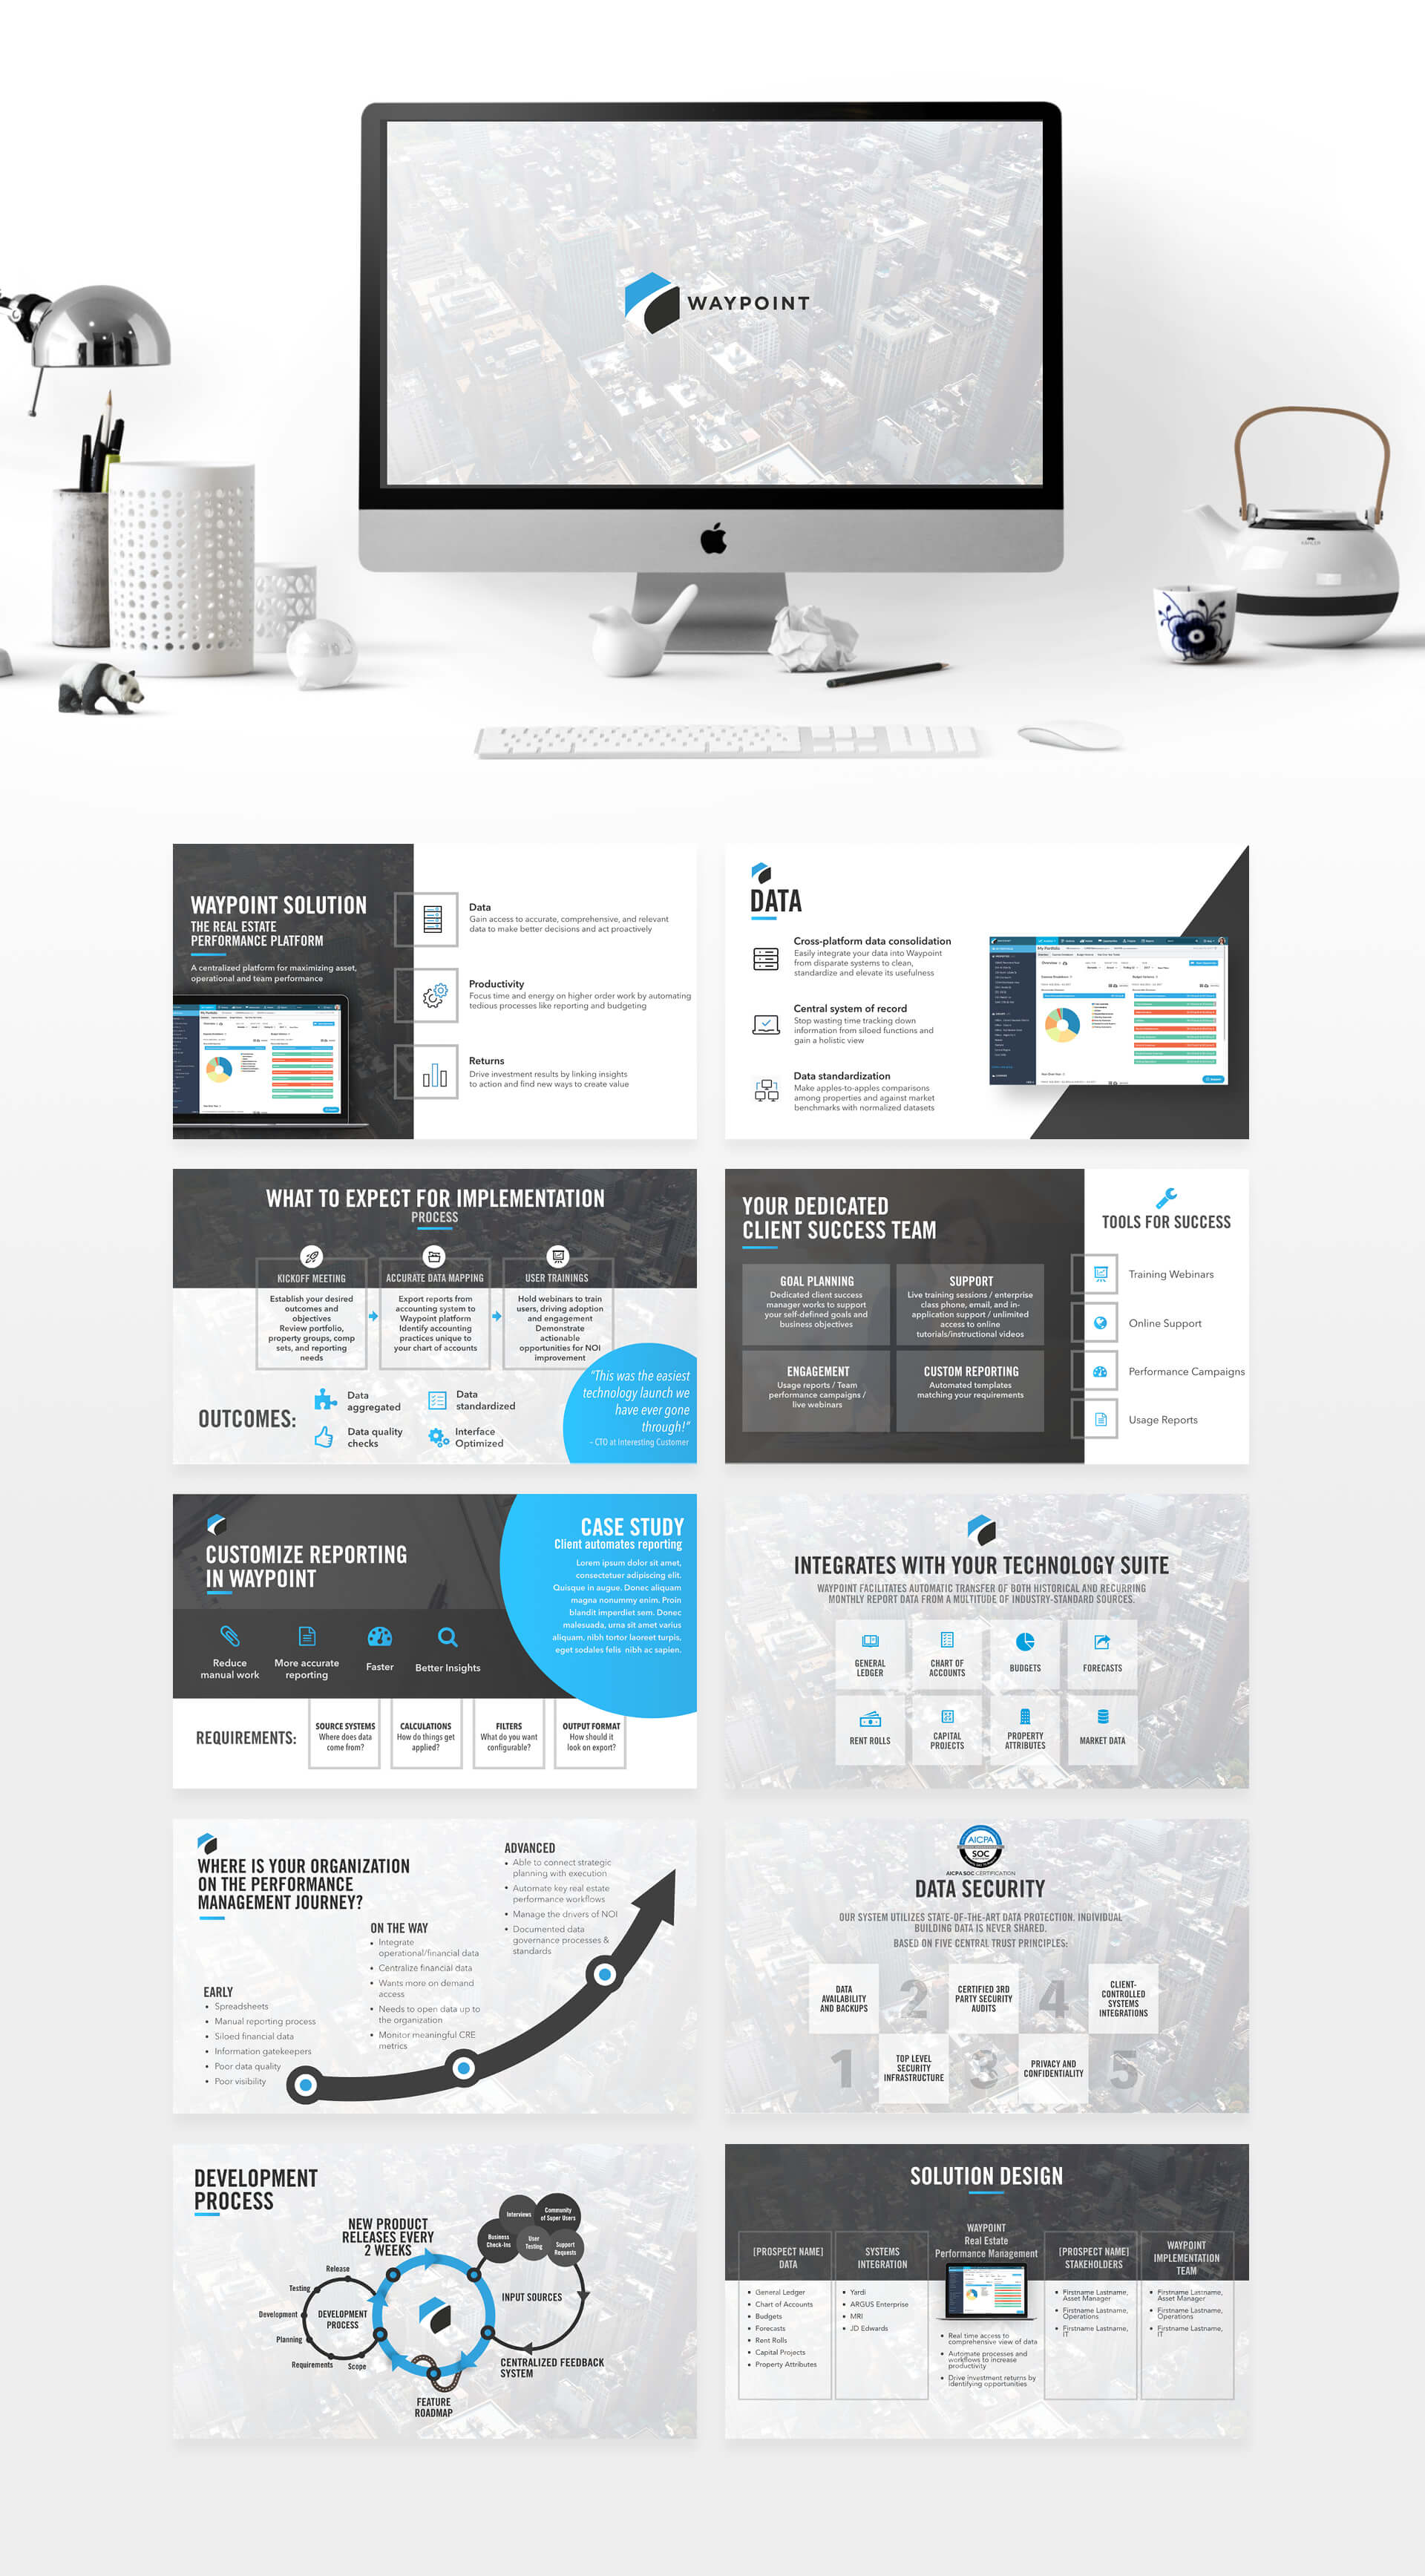 WAYPOINT
WAYPOINT SOLUTION
THE REAL ESTATE
PERFORMANCE PLATFORM
A centralized platform for maximizing asset,
operational and team performance
Data
Gain access to accurate, comprehensive, and relevant
data to make better decisions and act proactively
Productivity
Focus time and energy on higher order work by automating
tedious processes like reporting and budgeting
Returns
Drive investment results by linking insights
to action and find new ways to create value
DATA
Cross-platform data consolidation
Easily integrate your data into Waypoint
from disparate systems to clean,
standardize and elevate its usefulness
Central system of record
Stop wasting time tracking down
information from siloed functions and
gain a holistic view
Data standardization
Make apples-to-apples comparisons
among properties and against market
benchmarks with normalized datasets
WHAT TO EXPECT FOR IMPLEMENTATION
PROCESS
KICKOFF MEETING
Establish your desired
outcomes and
objectives
Review portfolio,
property groups, comp
sets, and reporting
needs
ACCURATE DATA MAPPING
Export reports from
accounting system to
Waypoint platform
Identify accounting
practices unique to
your chart of accounts
USER TRAININGS
Hold webinars to train
users, driving adoption
and engagement
Demonstrate
actionable
opportunities for NOI
improvement
OUTCOMES:
Data
aggregated
Data
standardized
Data quality
checks
Interface
Optimized
"This was the easiest
technology launch we
have ever gone
through!"
- CTO at Interesting Customer
YOUR DEDICATED
CLIENT SUCCESS TEAM
GOAL PLANNING
Dedicated client success
manager works to support
your self-defined goals and
business objectives
SUPPORT
Live training sessions / enterprise
class phone, email, and in-
application support / unlimited
access to online
tutorials/instructional videos
ENGAGEMENT
Usage reports / Team
performance campaigns /
live webinars
CUSTOM REPORTING
Automated templates
matching your requirements
TOOLS FOR SUCCESS
Training Webinars
Online Support
Performance Campaigns
Usage Reports
CUSTOMIZE REPORTING
IN WAYPOINT
Reduce
manual work
More accurate
reporting
Faster
Better Insights
CASE STUDY
Client automates reporting
Lorem ipsum dolor sit amet,
consectetuer adipiscing elit.
Quisque in augue. Donec aliquam
magna nonummy enim. Proin
blandit imperdiet sem. Donec
malesuada, urna sit amet varius
aliquam, nibh tortor laoreet turpis,
eget sodales felis nibh ac sapien.
REQUIREMENTS:
SOURCE SYSTEMS
Where does data
come from?
CALCULATIONS
How do things get
applied?
FILTERS
What do you want
configurable?
OUTPUT FORMAT
How should it
look on export?
INTEGRATES WITH YOUR TECHNOLOGY SUITE
WAYPOINT FACILITATES AUTOMATIC TRANSFER OF BOTH HISTORICAL AND RECURRING
MONTHLY REPORT DATA FROM A MULTITUDE OF INDUSTRY-STANDARD SOURCES.
GENERAL
LEDGER
CHART OF
ACCOUNTS
BUDGETS
FORECASTS
RENT ROLLS
CAPITAL
PROJECTS
PROPERTY
ATTRIBUTES
MARKET DATA
WHERE IS YOUR ORGANIZATION
ON THE PERFORMANCE
MANAGEMENT JOURNEY?
EARLY
• Spreadsheets
• Manual reporting process
• Siloed financial data
• Information gatekeepers
• Poor data quality
• Poor visibility
ON THE WAY
• Integrate
operational/financial data
• Centralize financial data
• Wants more on demand
access
• Needs to open data up to
the organization
• Monitor meaningful CRE
metrics
ADVANCED
• Able to connect strategic
planning with execution
• Automate key real estate
performance workflows
• Manage the drivers of NOI
• Documented data
governance processes &
standards
AICPA
SOC
AICPA SOC CERTIFICATION
DATA SECURITY
OUR SYSTEM UTILIZES STATE-OF-THE-ART DATA PROTECTION. INDIVIDUAL
BUILDING DATA IS NEVER SHARED.
BASED ON FIVE CENTRAL TRUST PRINCIPLES:
1
DATA
AVAILABILITY
AND BACKUPS
2
TOP LEVEL
SECURITY
INFRASTRUCTURE
3
CERTIFIED 3RD
PARTY SECURITY
AUDITS
4
PRIVACY AND
CONFIDENTIALITY
5
CLIENT-
CONTROLLED
SYSTEMS
INTEGRATIONS
DEVELOPMENT
PROCESS
NEW PRODUCT
RELEASES EVERY
2 WEEKS
Release
Testing
Development
Planning
Requirements
Scope
DEVELOPMENT
PROCESS
Interviews
Community
of Super Users
Business
Check-Ins
User
Testing
Support
Requests
INPUT SOURCES
CENTRALIZED FEEDBACK
SYSTEM
FEATURE
ROADMAP
SOLUTION DESIGN
[PROSPECT NAME]
DATA
• General Ledger
• Chart of Accounts
• Budgets
• Forecasts
• Rent Rolls
• Capital Projects
• Property Attributes
SYSTEMS
INTEGRATION
• Yardi
• ARGUS Enterprise
• MRI
• JD Edwards
WAYPOINT
Real Estate
Performance Management
• Real time access to
comprehensive view of data
• Automate processes and
workflows to increase
productivity
• Drive investment returns by
identifying opportunities
[PROSPECT NAME]
STAKEHOLDERS
• Firstname Lastname,
Asset Manager
• Firstname Lastname,
Operations
• Firstname Lastname,
IT
WAYPOINT
IMPLEMENTATION
TEAM
• Firstname Lastname,
Asset Manager
• Firstname Lastname,
Operations
• Firstname Lastname,
IT